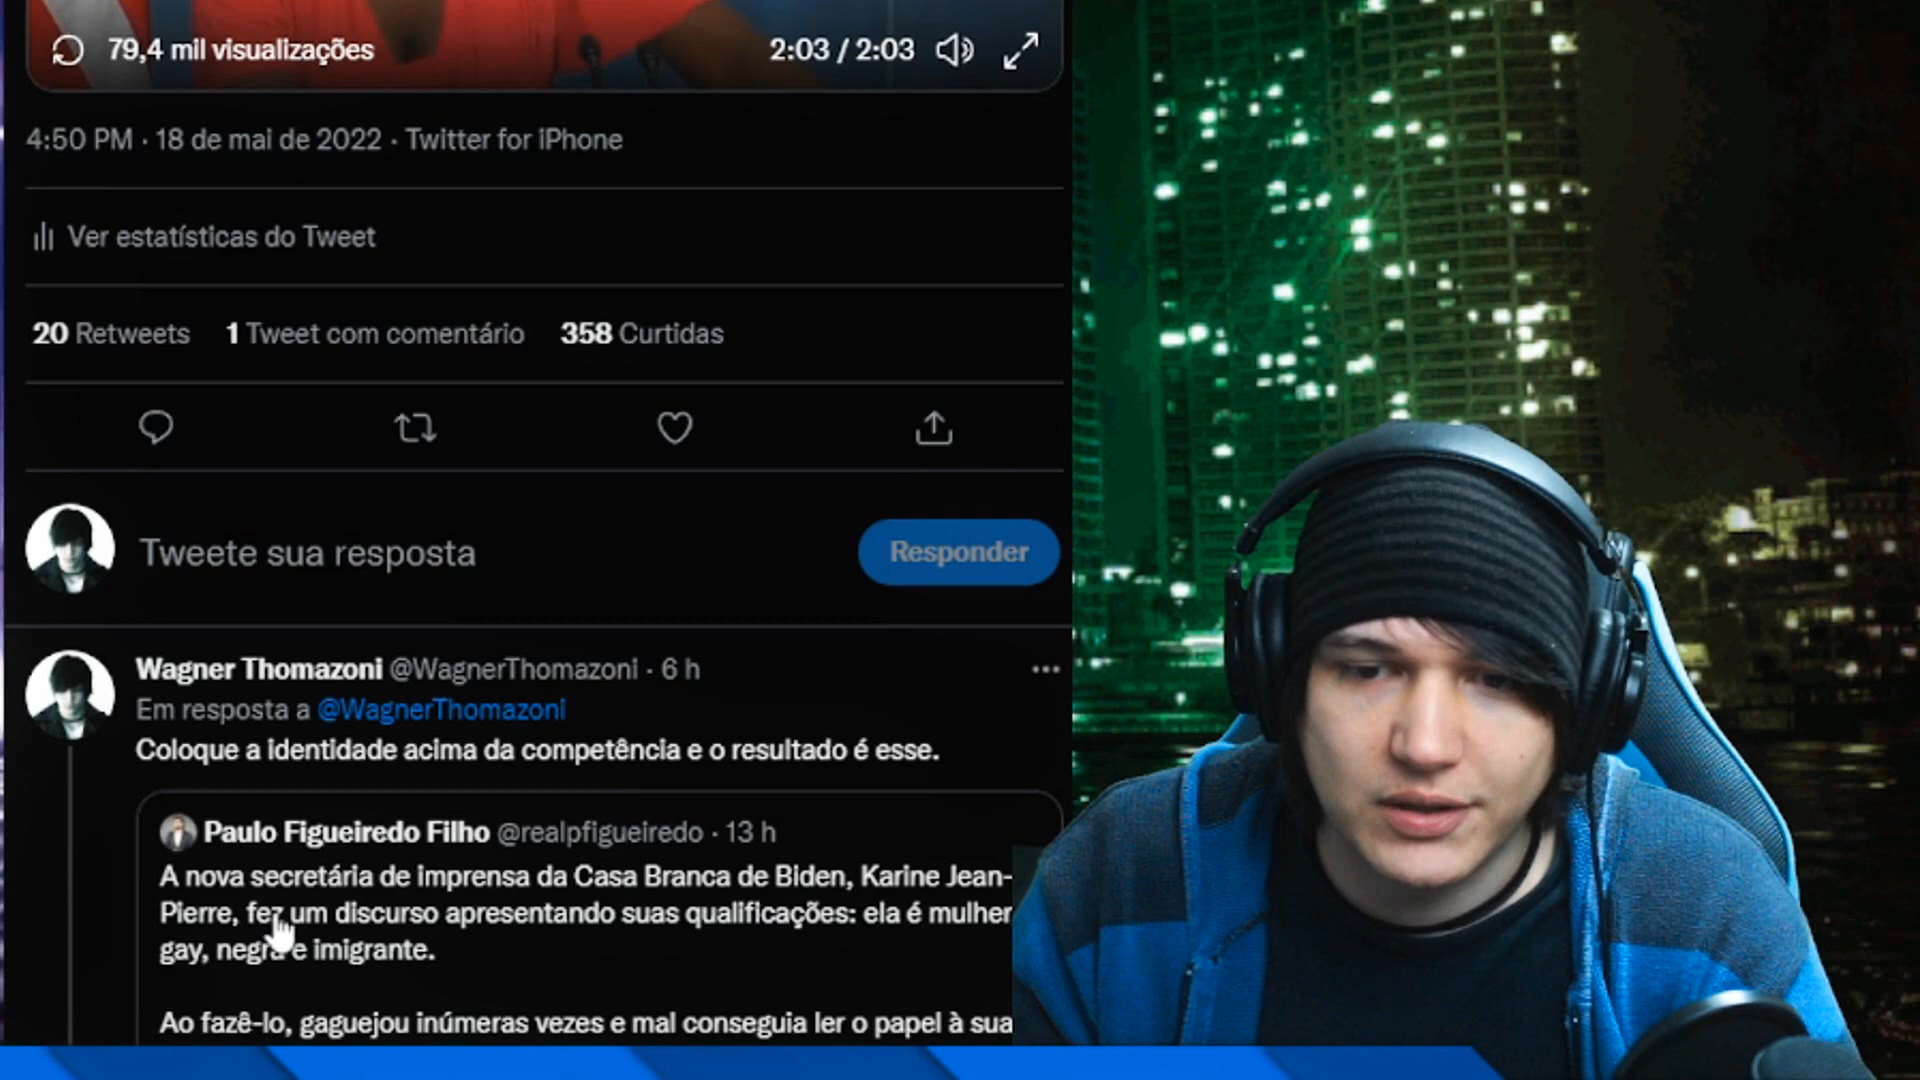 79,4 mil visualizações
2:03 / 2:03
4:50 PM · 18 de mai de 2022 · Twitter for iPhone
Ver estatísticas do Tweet
20 Retweets 1 Tweet com comentário 358 Curtidas
Tweete sua resposta
Responder
Wagner Thomazoni @WagnerThomazoni · 6 h
Em resposta a @WagnerThomazoni
Coloque a identidade acima da competência e o resultado é esse.
Paulo Figueiredo Filho @realpfigueiredo · 13 h
A nova secretária de imprensa da Casa Branca de Biden, Karine Jean-
Pierre, fez um discurso apresentando suas qualificações: ela é mulher
gay, negra e imigrante.
Ao fazê-lo, gaguejou inúmeras vezes e mal conseguia ler o papel à sua